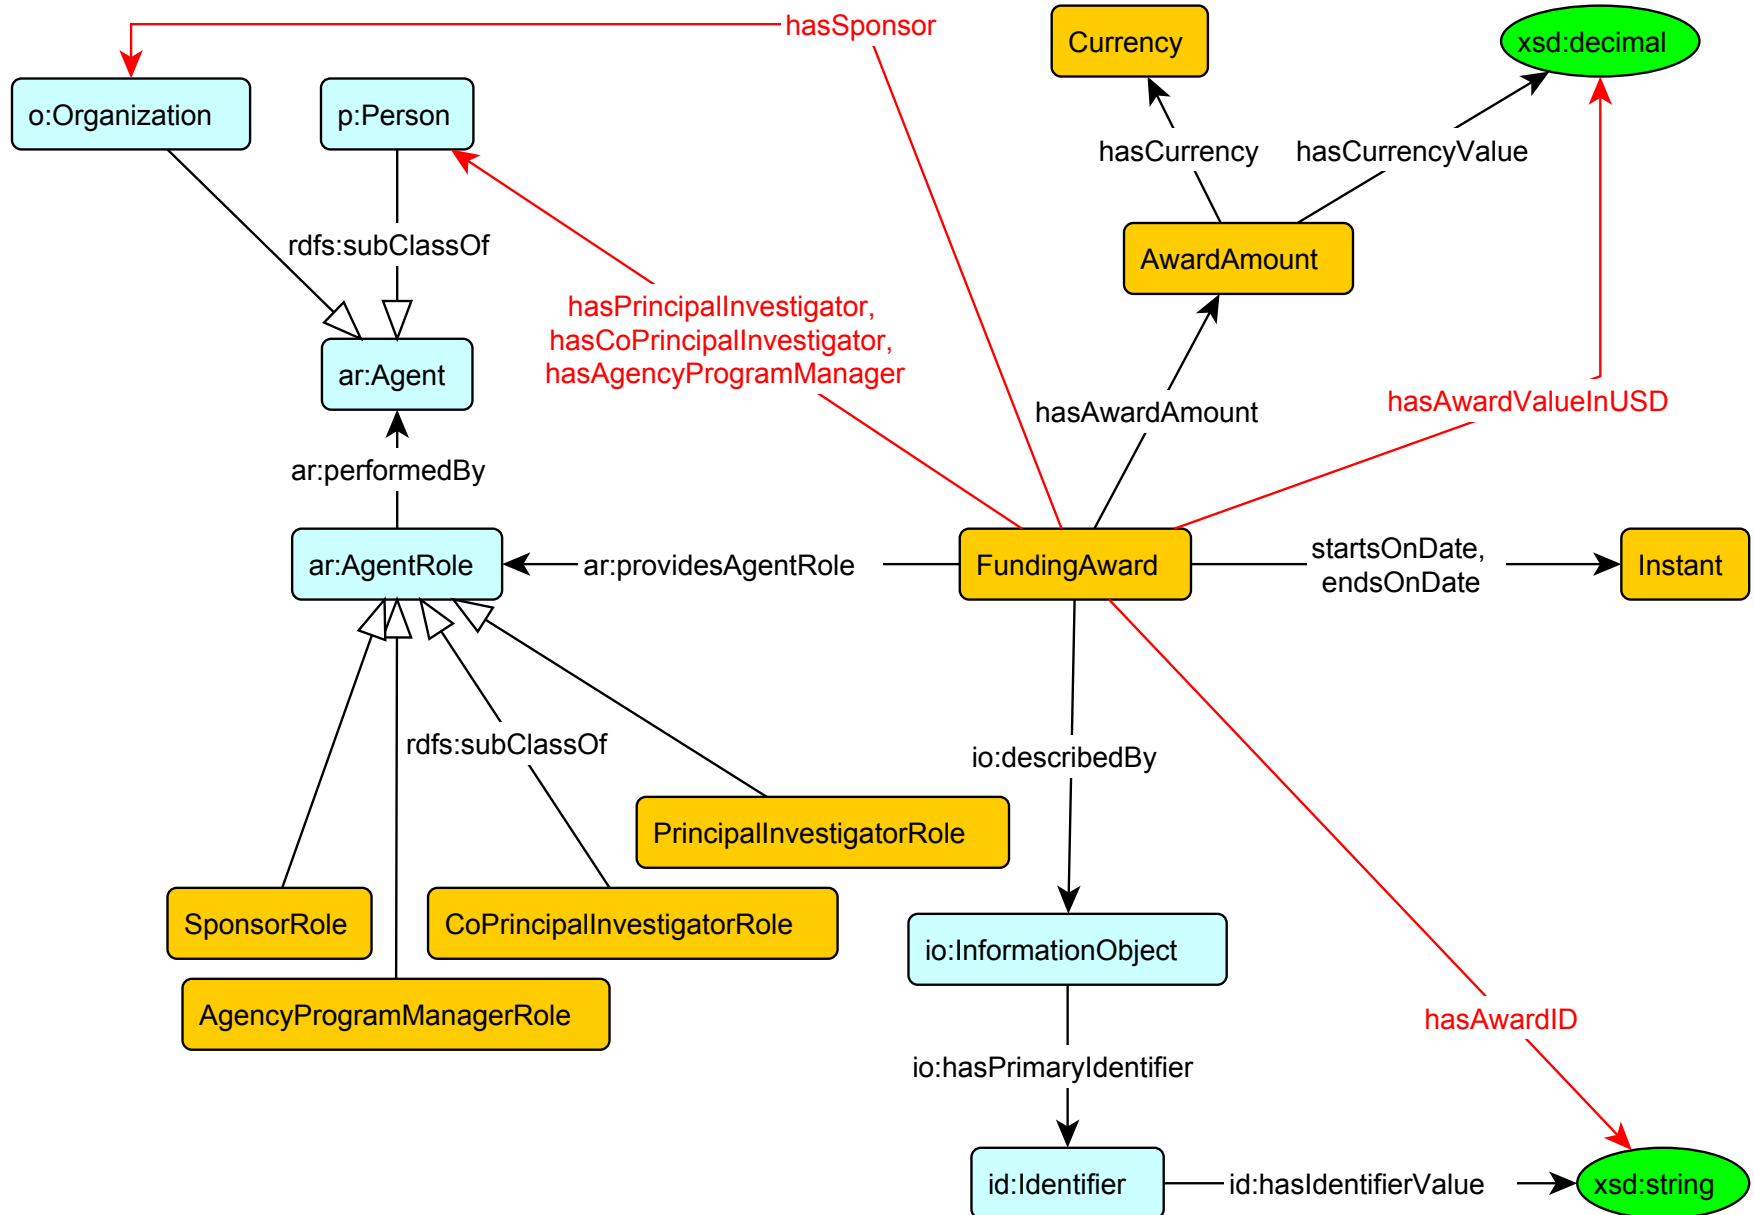 hasSponsor
Currency
xsd:decimal
o:Organization
p:Person
hasCurrency
hasCurrencyValue
rdfs:subClassOf
AwardAmount
hasPrincipalInvestigator,
hasCoPrincipalInvestigator,
hasAgencyProgramManager
ar:Agent
hasAwardAmount
hasAwardValueInUSD
ar:performedBy
ar:AgentRole
ar:providesAgentRole
FundingAward
startsOnDate,
endsOnDate
Instant
rdfs:subClassOf
io:describedBy
PrincipalInvestigatorRole
SponsorRole
CoPrincipalInvestigatorRole
io:InformationObject
AgencyProgramManagerRole
hasAwardID
io:hasPrimaryIdentifier
id:Identifier
id:hasIdentifierValue
xsd:string